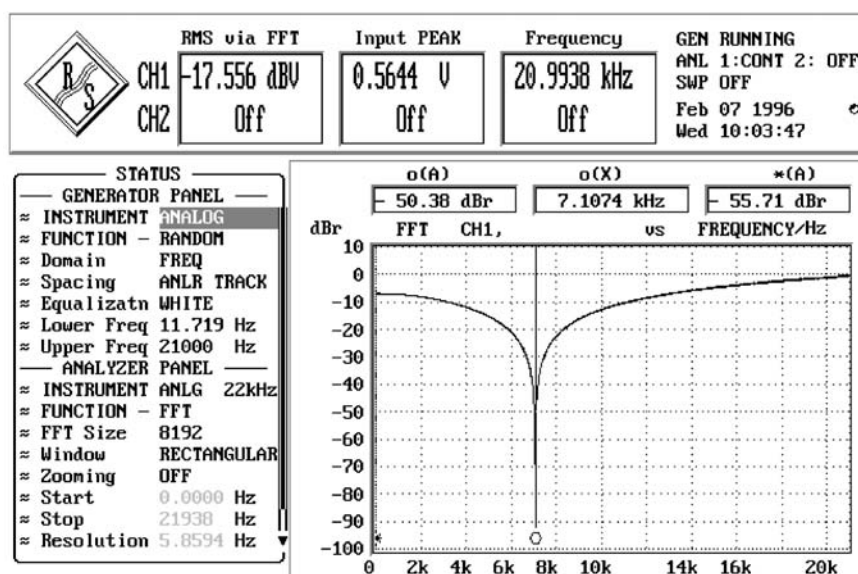 RMS via FFT Input PEAK Frequency GEN RUNNING
R S CH1 -17.556 dBV 0.5644 V 20.9938 kHz ANL 1:CONT 2: OFF
SWP OFF
CH2 Off Off Off Feb 07 1996
Wed 10:03:47
STATUS
GENERATOR PANEL
≈ INSTRUMENT ANALOG
≈ FUNCTION - RANDOM
≈ Domain FREQ
≈ Spacing ANLR TRACK
≈ Equalizatn WHITE
≈ Lower Freq 11.719 Hz
≈ Upper Freq 21000 Hz
ANALYZER PANEL
≈ INSTRUMENT ANLG 22kHz
≈ FUNCTION - FFT
≈ FFT Size 8192
≈ Window RECTANGULAR
≈ Zooming OFF
≈ Start 0.0000 Hz
≈ Stop 21938 Hz
≈ Resolution 5.8594 Hz
o(A) o(X) *(A)
- 50.38 dBr 7.1074 kHz - 55.71 dBr
dBr FFT CH1, vs FREQUENCY/Hz
10
0
-10
-20
-30
-40
-50
-60
-70
-80
-90
-100
0 2k 4k 6k 8k 10k 14k 16k 20k